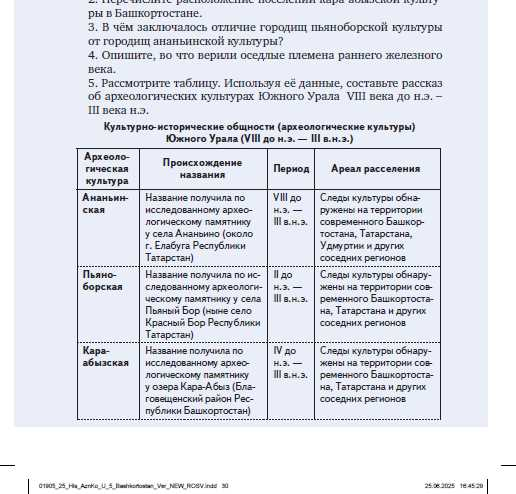 2. Перечислите расположение поселений кара-абызской культу-
ры в Башкортостане.
3. В чём заключалось отличие городищ пьяноборской культуры
от городищ ананьинской культуры?
4. Опишите, во что верили оседлые племена раннего железного
века.
5. Рассмотрите таблицу. Используя её данные, составьте рассказ
об археологических культурах Южного Урала VIII века до н.э. –
III века н.э.
Культурно-исторические общности (археологические культуры)
Южного Урала (VIII до н.э. — III в.н.э.)
Археоло-
гическая
культура
Происхождение
названия
Период
Ареал расселения
Ананьин-
ская
Название получила по
исследованному архео-
логическому памятнику
у села Ананьино (около
г. Елабуга Республики
Татарстан)
VIII до
н.э. —
III в.н.э.
Следы культуры обна-
ружены на территории
современного Башкор-
тостана, Татарстана,
Удмуртии и других
соседних регионов
Пьяно-
борская
Название получила по ис-
следованному археологи-
ческому памятнику у села
Пьяный Бор (ныне село
Красный Бор Республики
Татарстан)
II до
н.э. —
III в.н.э.
Следы культуры обнару-
жены на территории сов-
ременного Башкортоста-
на, Татарстана и других
соседних регионов
Кара-
абызская
Название получила по
исследованному архео-
логическому памятнику
у озера Кара-Абыз (Бла-
говещенский район Рес-
публики Башкортостан)
IV до
н.э. —
III в.н.э.
Следы культуры обнару-
жены на территории сов-
ременного Башкортоста-
на, Татарстана и других
соседних регионов
01905_25_His_AznKo_U_5_Bashkortostan_Ver_NEW_ROSV.indd 30
25.06.2025 16:45:29